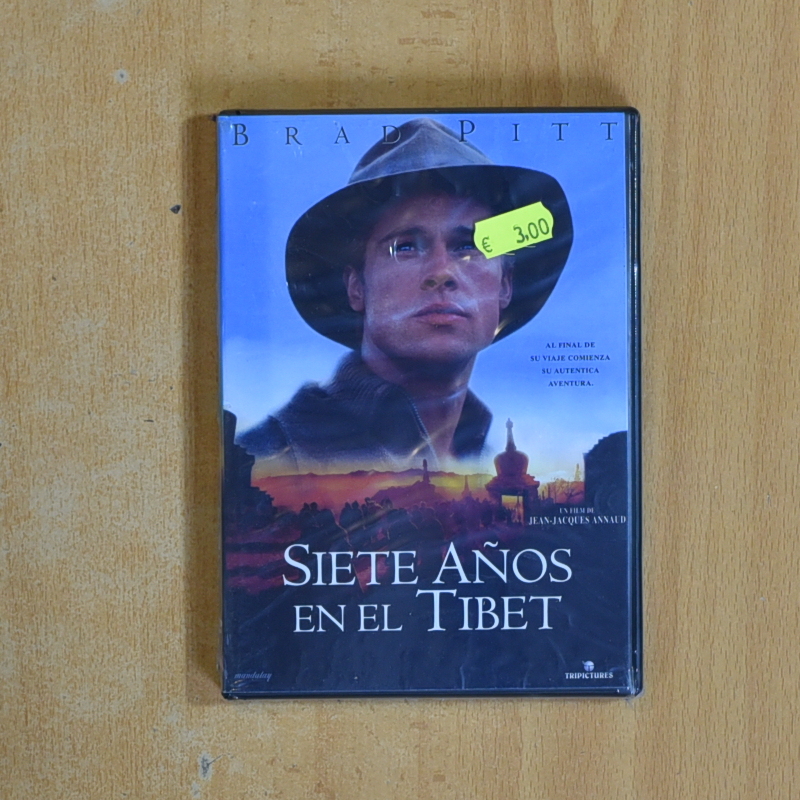 BRAD PITT
€ 3,00
AL FINAL DE
SU VIAJE COMIENZA
SU AUTENTICA
AVENTURA.
UN FILM DE
JEAN-JACQUES ANNAUD
SIETE AÑOS
EN EL TIBET
mandalay
TRIPICTURES